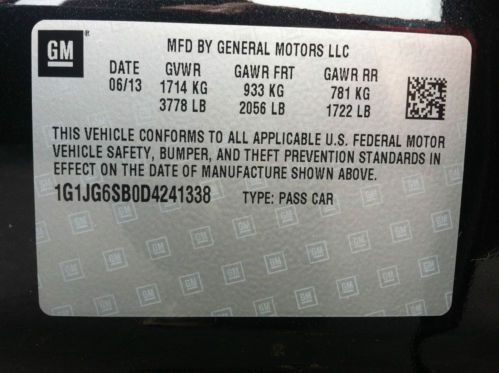 GM
MFD BY GENERAL MOTORS LLC
DATE GVWR GAWR FRT GAWR RR
06/13 1714 KG 933 KG 781 KG
3778 LB 2056 LB 1722 LB
THIS VEHICLE CONFORMS TO ALL APPLICABLE U.S. FEDERAL MOTOR
VEHICLE SAFETY, BUMPER, AND THEFT PREVENTION STANDARDS IN
EFFECT ON THE DATE OF MANUFACTURE SHOWN ABOVE.
1G1JG6SB0D4241338 TYPE: PASS CAR